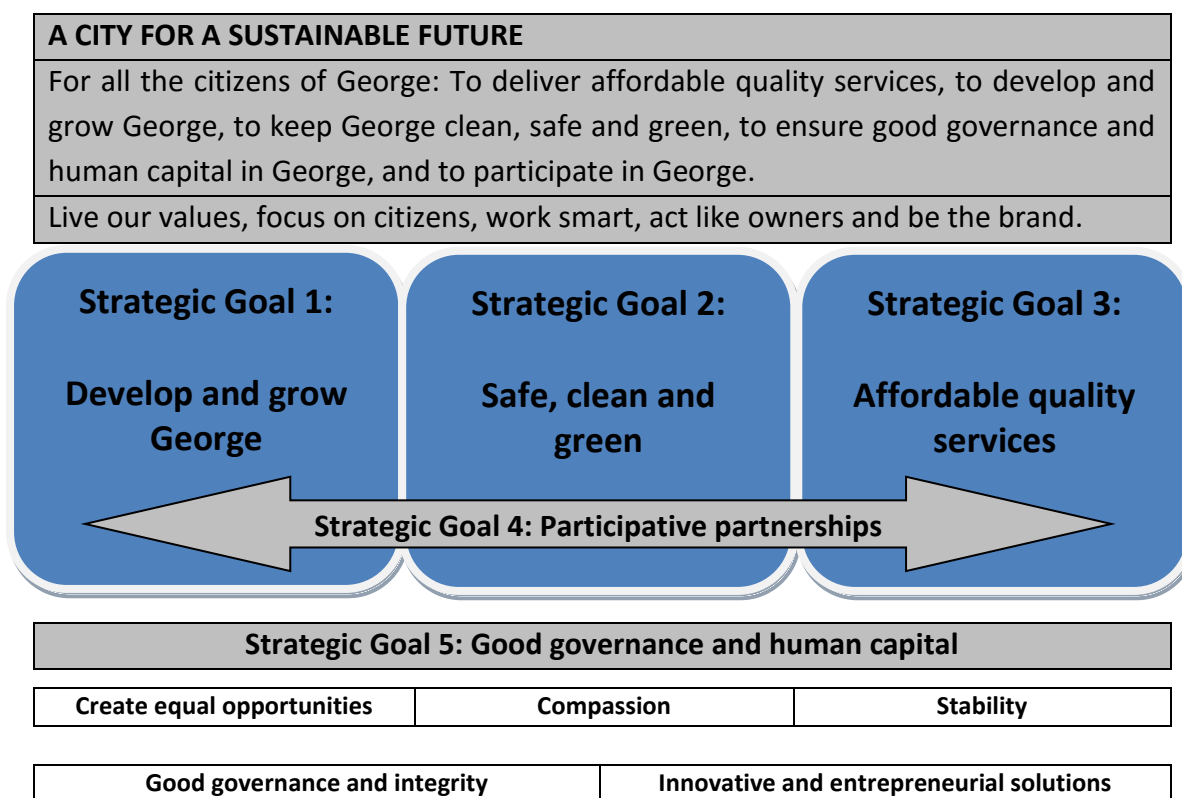 A CITY FOR A SUSTAINABLE FUTURE
For all the citizens of George: To deliver affordable quality services, to develop and
grow George, to keep George clean, safe and green, to ensure good governance and
human capital in George, and to participate in George.
Live our values, focus on citizens, work smart, act like owners and be the brand.
Strategic Goal 1:
Develop and grow
George
Strategic Goal 2:
Safe, clean and
green
Strategic Goal 3:
Affordable quality
services
Strategic Goal 4: Participative partnerships
Strategic Goal 5: Good governance and human capital
Create equal opportunities
Compassion
Stability
Good governance and integrity
Innovative and entrepreneurial solutions